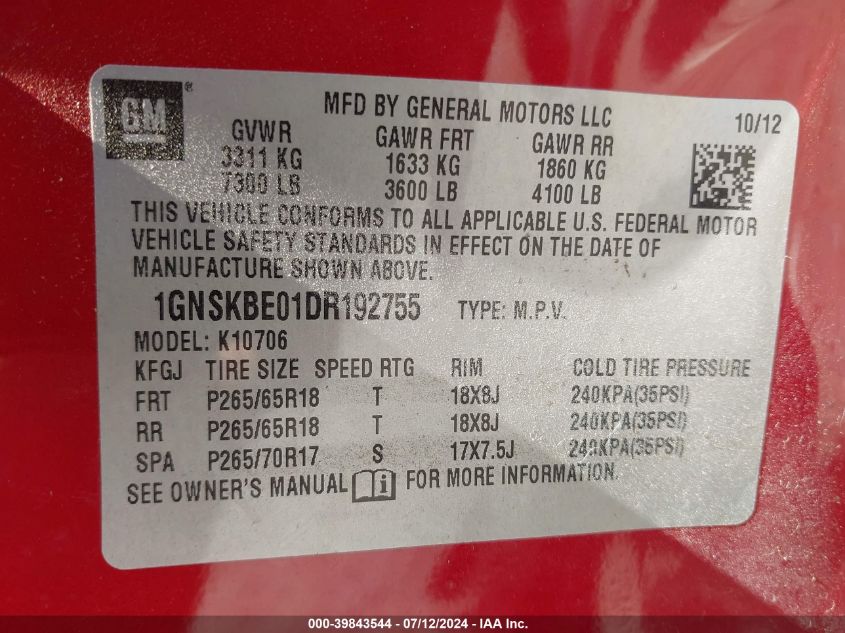 GM ® MFD BY GENERAL MOTORS LLC 10/12
GVWR GAWR FRT GAWR RR
3311 KG 1633 KG 1860 KG
7300 LB 3600 LB 4100 LB
THIS VEHICLE CONFORMS TO ALL APPLICABLE U.S. FEDERAL MOTOR
VEHICLE SAFETY STANDARDS IN EFFECT ON THE DATE OF
MANUFACTURE SHOWN ABOVE.
1GNSKBE01DR192755 TYPE: M.P.V.
MODEL: K10706
KFGJ TIRE SIZE SPEED RTG RIM COLD TIRE PRESSURE
FRT P265/65R18 T 18X8J 240KPA(35PSI)
RR P265/65R18 T 18X8J 240KPA(35PSI)
SPA P265/70R17 S 17X7.5J 240KPA(35PSI)
SEE OWNER'S MANUAL i FOR MORE INFORMATION.
000-39843544 / 07/12/2024 - IAA Inc.